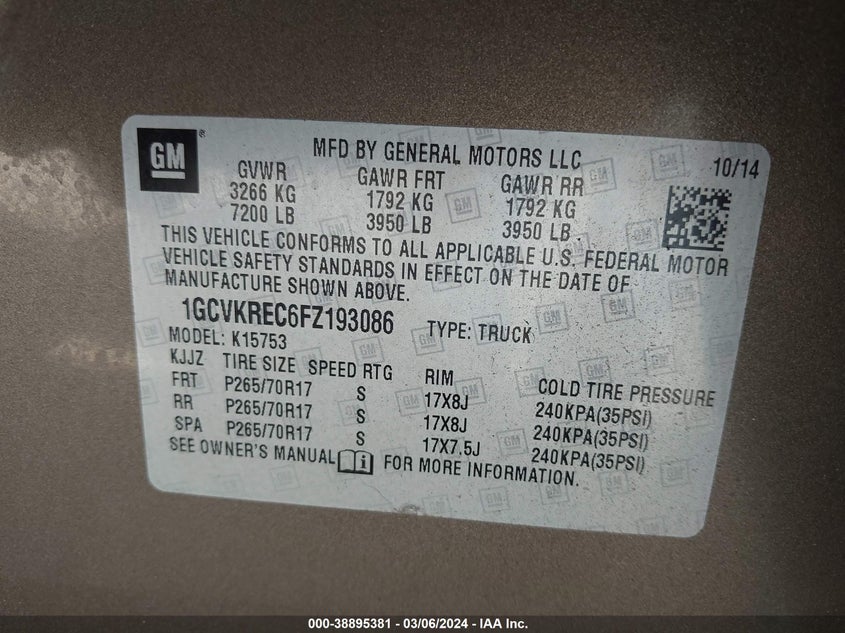 GM
MFD BY GENERAL MOTORS LLC
10/14
GVWR GAWR FRT GAWR RR
3266 KG 1792 KG 1792 KG
7200 LB 3950 LB 3950 LB
THIS VEHICLE CONFORMS TO ALL APPLICABLE U.S. FEDERAL MOTOR
VEHICLE SAFETY STANDARDS IN EFFECT ON THE DATE OF
MANUFACTURE SHOWN ABOVE.
1GCVKREC6FZ193086 TYPE: TRUCK
MODEL: K15753
KJJZ TIRE SIZE SPEED RTG RIM COLD TIRE PRESSURE
FRT P265/70R17 S 17X8J 240KPA(35PSI)
RR P265/70R17 S 17X8J 240KPA(35PSI)
SPA P265/70R17 S 17X7.5J 240KPA(35PSI)
SEE OWNER'S MANUAL FOR MORE INFORMATION.
000-38895381 - 03/06/2024 - IAA Inc.